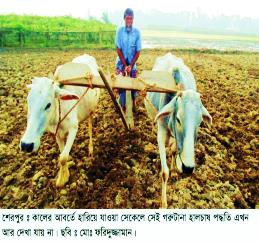 শেরপুর ঃ কালের আবর্তে হারিয়ে যাওয়া সেকেলে সেই গরুটানা হালচাষ পদ্ধতি এখন
আর দেখা যায় না। ছবি ঃ মোঃ ফরিদুজ্জামান।